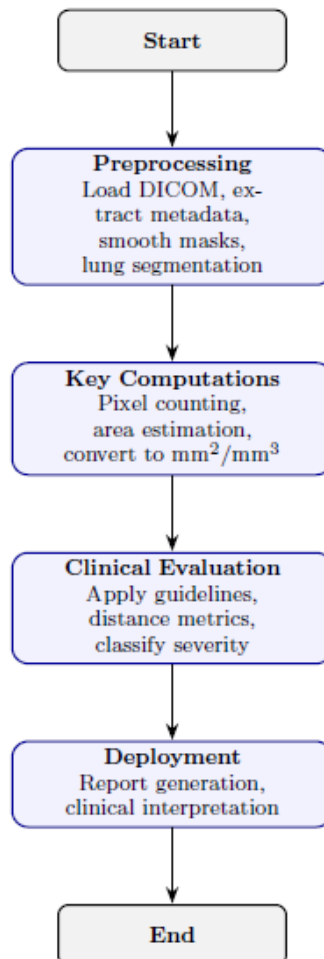 Start
Preprocessing
Load DICOM, ex-
tract metadata,
smooth masks,
lung segmentation
Key Computations
Pixel counting,
area estimation,
convert to mm²/mm³
Clinical Evaluation
Apply guidelines,
distance metrics,
classify severity
Deployment
Report generation,
clinical interpretation
End